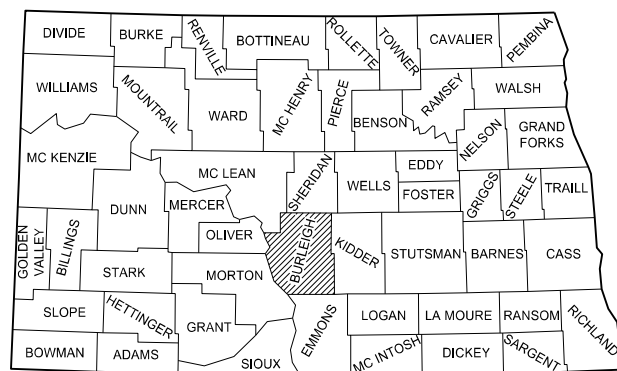 DIVIDE
BURKE
RENVILLE
BOTTINEAU
ROLLETTE
TOWNER
CAVALIER
PEMBINA
WILLIAMS
MOUNTRAIL
WARD
MC HENRY
PIERCE
BENSON
RAMSEY
WALSH
NELSON
GRAND
FORKS
MC KENZIE
MC LEAN
SHERIDAN
WELLS
EDDY
FOSTER
GRIGGS
STEELE
TRAILL
DUNN
MERCER
OLIVER
GOLDEN
VALLEY
BILLINGS
STARK
MORTON
BURLEIGH
KIDDER
STUTSMAN
BARNES
CASS
SLOPE
HETTINGER
GRANT
EMMONS
LOGAN
LA MOURE
RANSOM
RICHLAND
BOWMAN
ADAMS
SIOUX
MC INTOSH
DICKEY
SARGENT